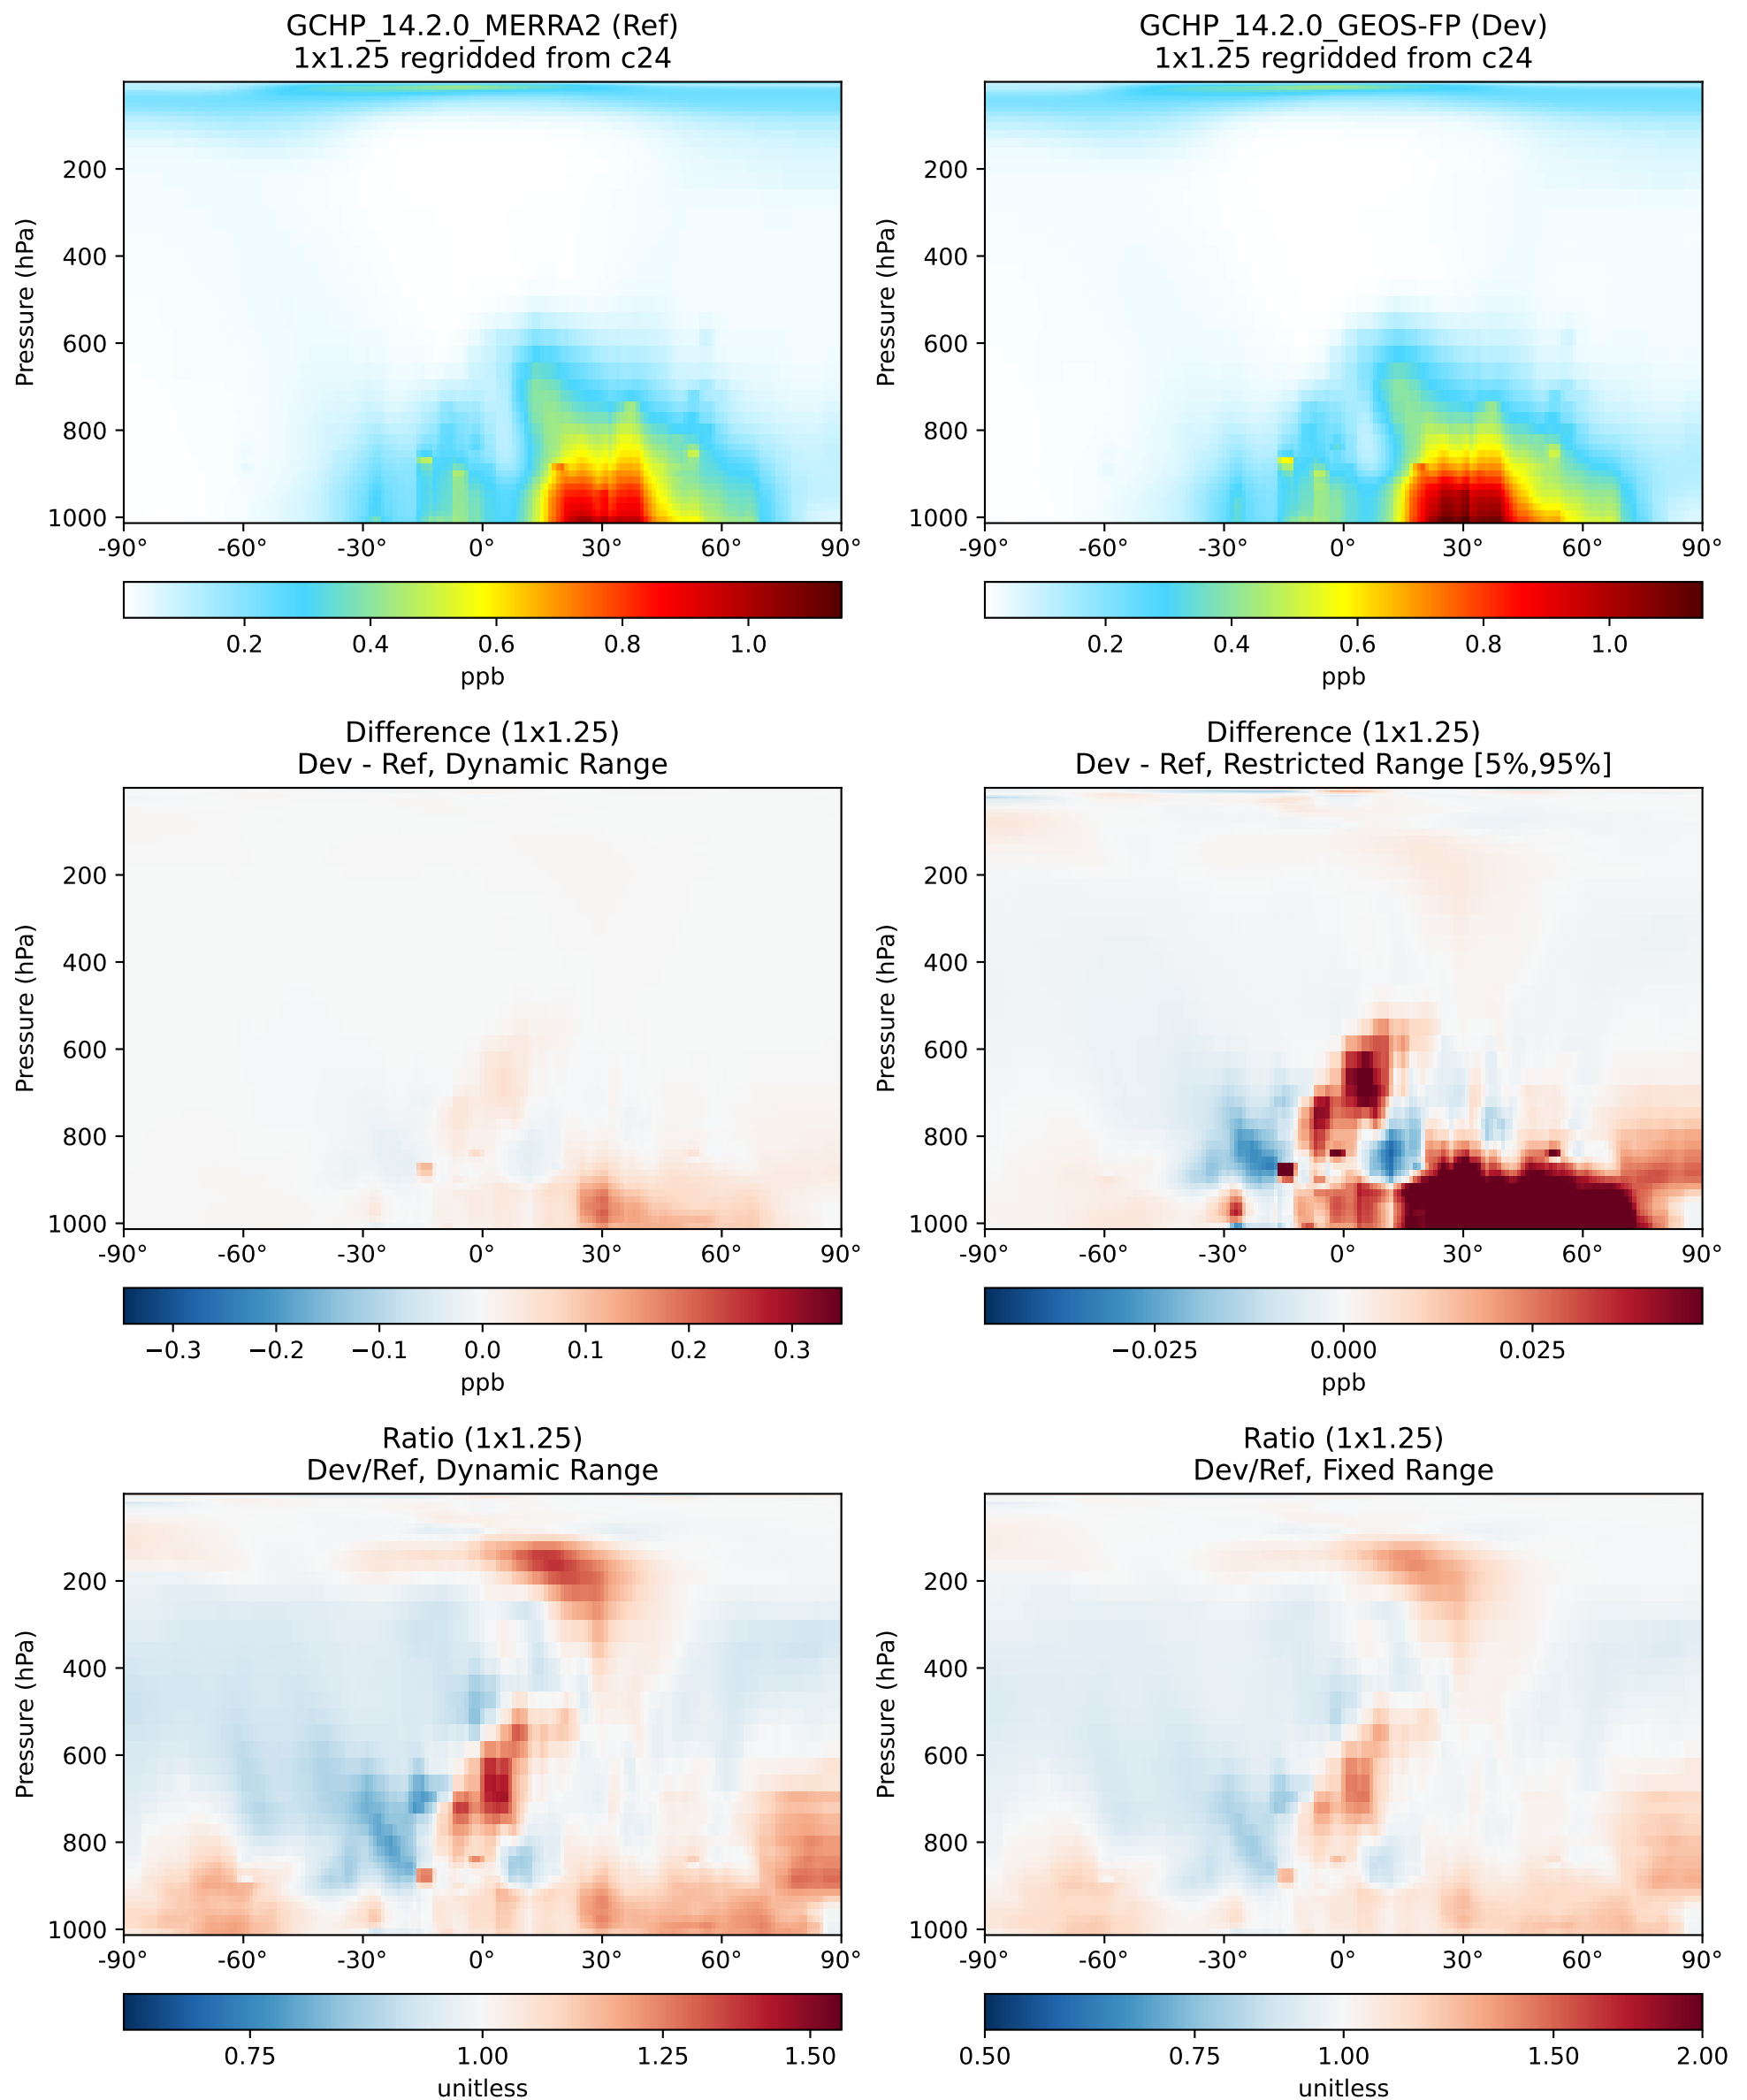 GCHP_14.2.0_MERRA2 (Ref)
1x1.25 regridded from c24
Pressure (hPa)
200
400
600
800
1000
-90° -60° -30° 0° 30° 60° 90°
0.2 0.4 0.6 0.8 1.0
ppb
GCHP_14.2.0_GEOS-FP (Dev)
1x1.25 regridded from c24
Pressure (hPa)
200
400
600
800
1000
-90° -60° -30° 0° 30° 60° 90°
0.2 0.4 0.6 0.8 1.0
ppb
Difference (1x1.25)
Dev - Ref, Dynamic Range
Pressure (hPa)
200
400
600
800
1000
-90° -60° -30° 0° 30° 60° 90°
−0.3 −0.2 −0.1 0.0 0.1 0.2 0.3
ppb
Difference (1x1.25)
Dev - Ref, Restricted Range [5%,95%]
Pressure (hPa)
200
400
600
800
1000
-90° -60° -30° 0° 30° 60° 90°
−0.025 0.000 0.025
ppb
Ratio (1x1.25)
Dev/Ref, Dynamic Range
Pressure (hPa)
200
400
600
800
1000
-90° -60° -30° 0° 30° 60° 90°
0.75 1.00 1.25 1.50
unitless
Ratio (1x1.25)
Dev/Ref, Fixed Range
Pressure (hPa)
200
400
600
800
1000
-90° -60° -30° 0° 30° 60° 90°
0.50 0.75 1.00 1.50 2.00
unitless